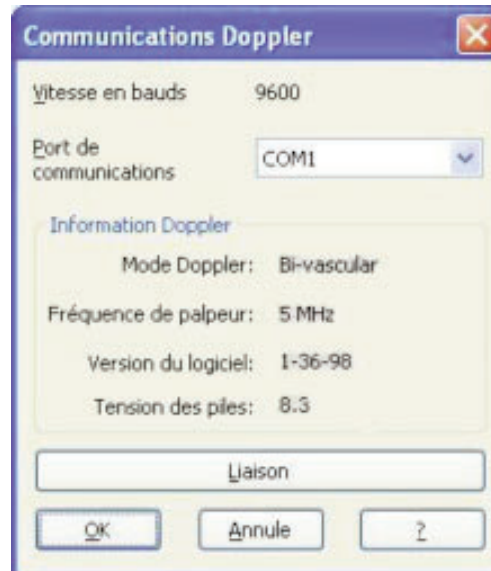 Communications Doppler
Vitesse en bauds 9600
Port de
communications COM1
Information Doppler
Mode Doppler: Bi-vascular
Fréquence de palpeur: 5 MHz
Version du logiciel: 1-36-98
Tension des piles: 8.3
Liaison
OK Annule ?